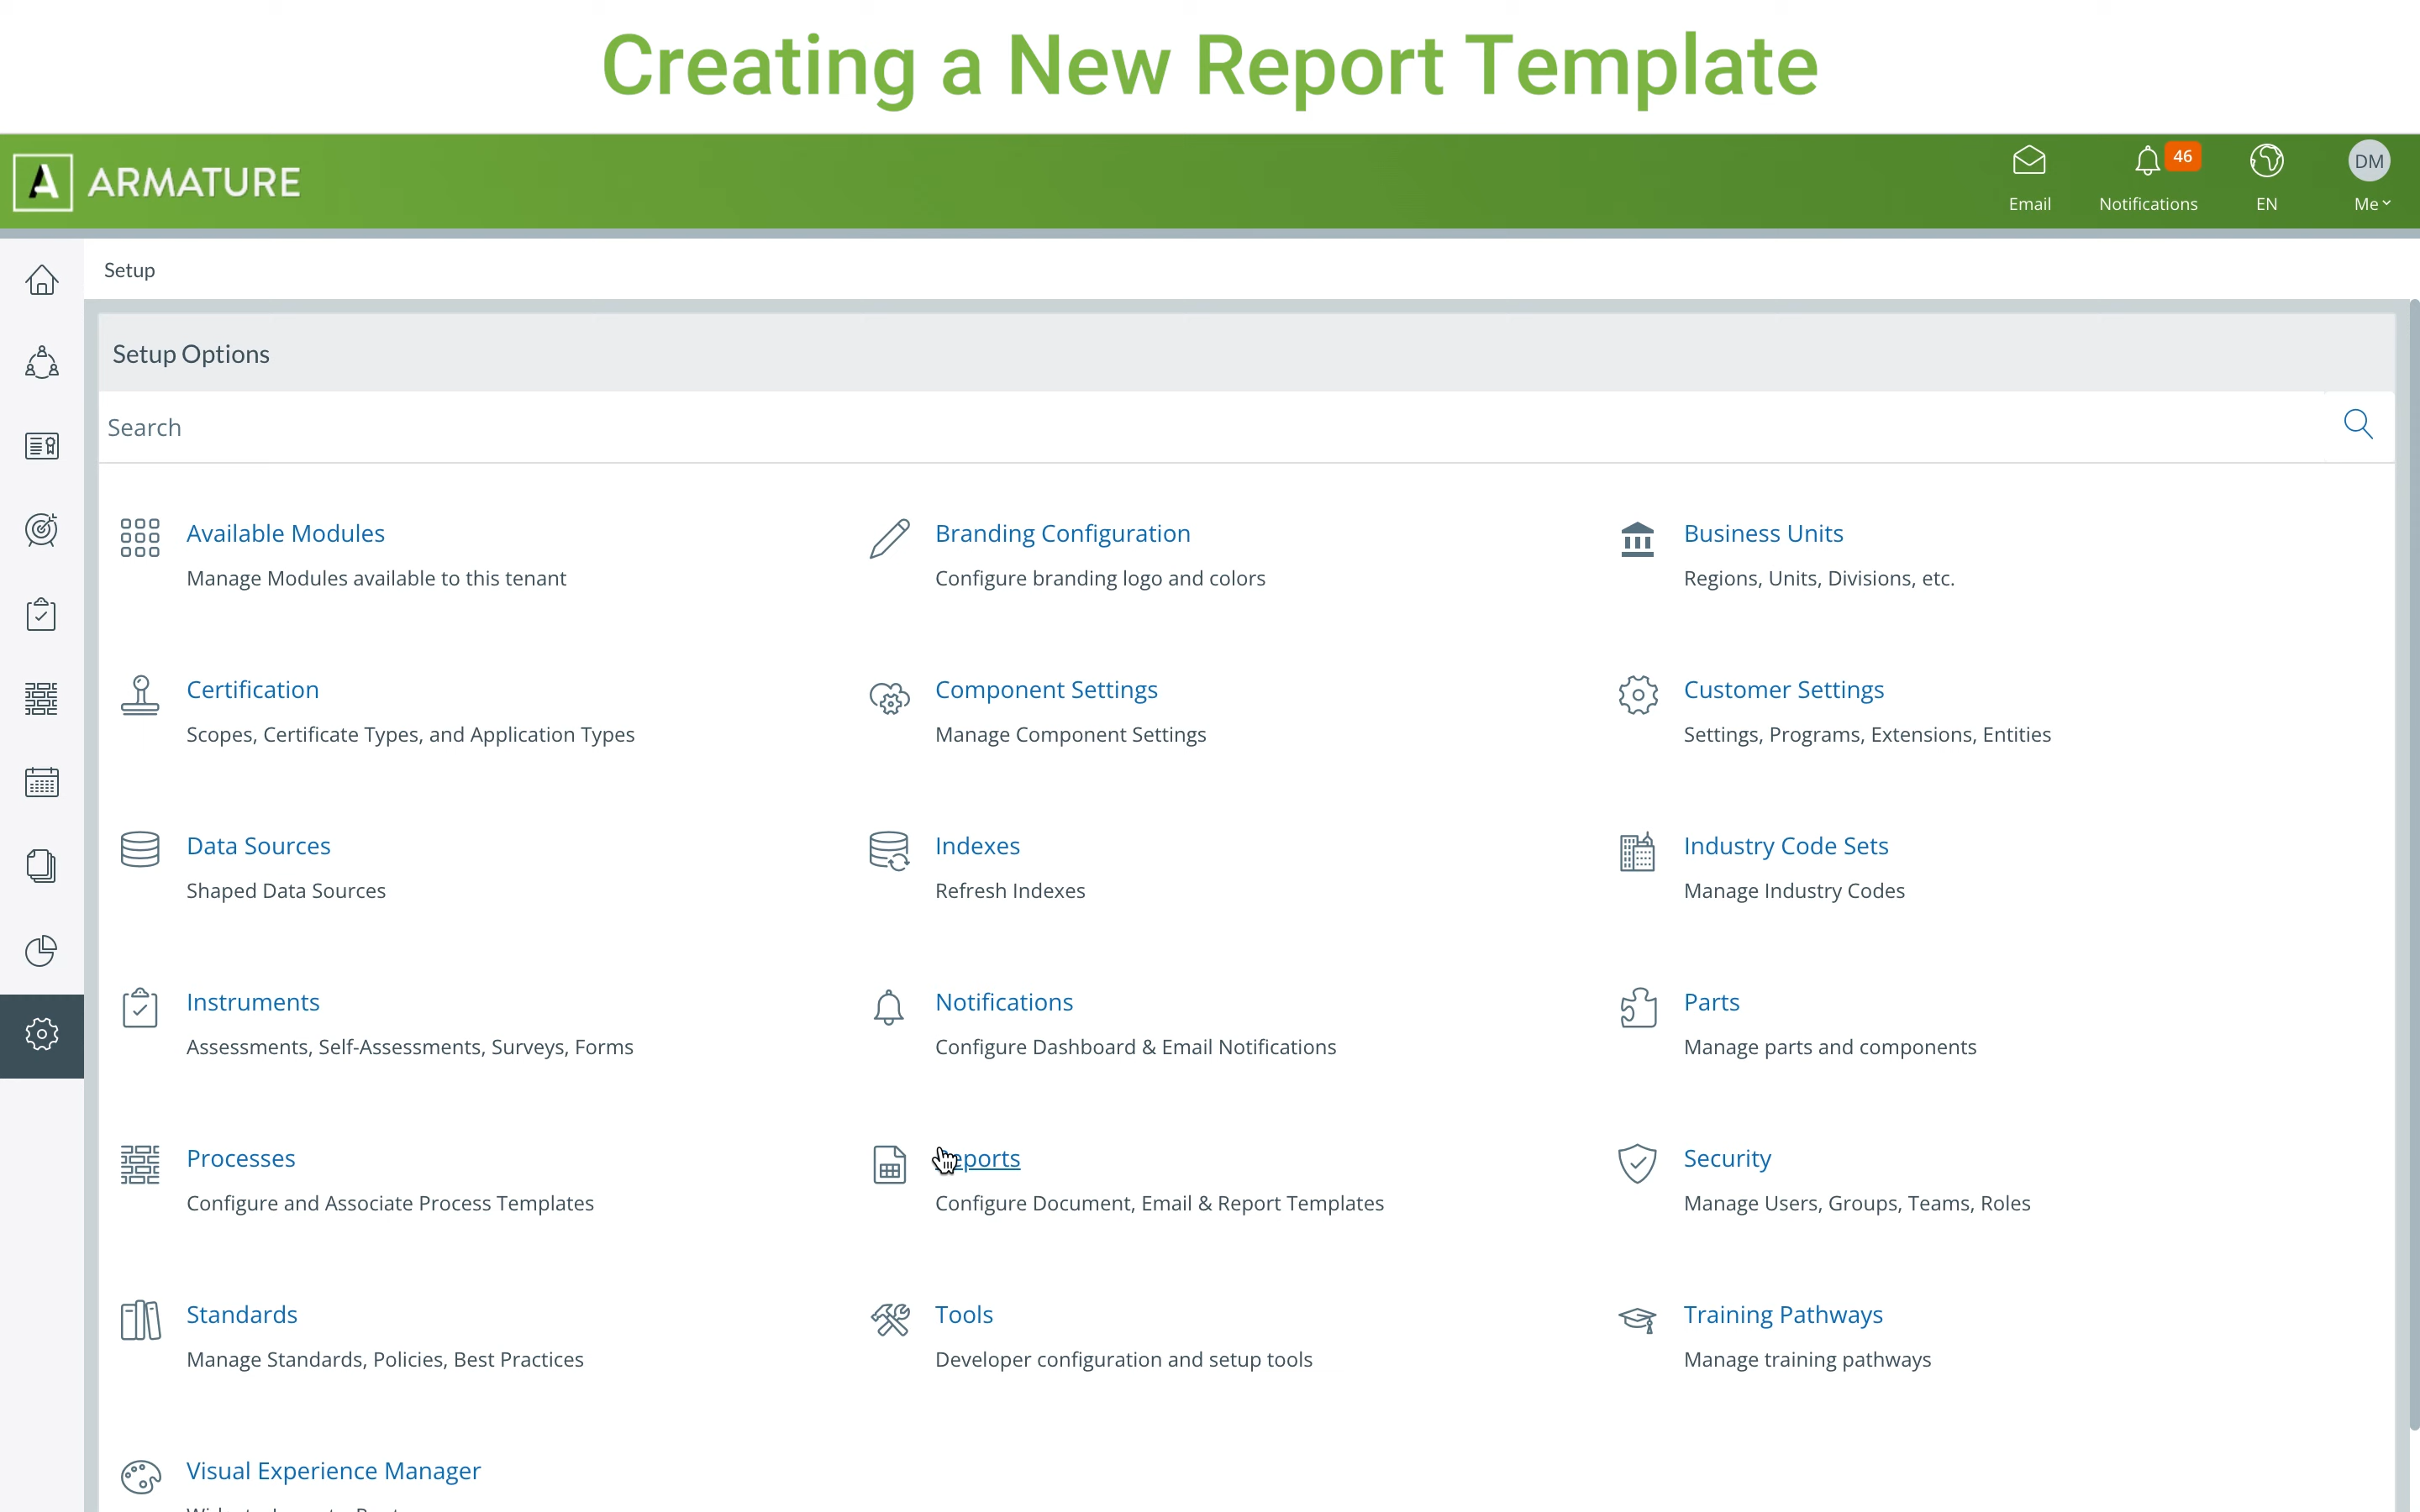 Creating a New Report Template
A ARMATURE
46
DM
Email
Notifications
EN
Me
Setup
Setup Options
Search
Available Modules
Manage Modules available to this tenant
Branding Configuration
Configure branding logo and colors
Business Units
Regions, Units, Divisions, etc.
Certification
Scopes, Certificate Types, and Application Types
Component Settings
Manage Component Settings
Customer Settings
Settings, Programs, Extensions, Entities
Data Sources
Shaped Data Sources
Indexes
Refresh Indexes
Industry Code Sets
Manage Industry Codes
Instruments
Assessments, Self-Assessments, Surveys, Forms
Notifications
Configure Dashboard & Email Notifications
Parts
Manage parts and components
Processes
Configure and Associate Process Templates
Reports
Configure Document, Email & Report Templates
Security
Manage Users, Groups, Teams, Roles
Standards
Manage Standards, Policies, Best Practices
Tools
Developer configuration and setup tools
Training Pathways
Manage training pathways
Visual Experience Manager